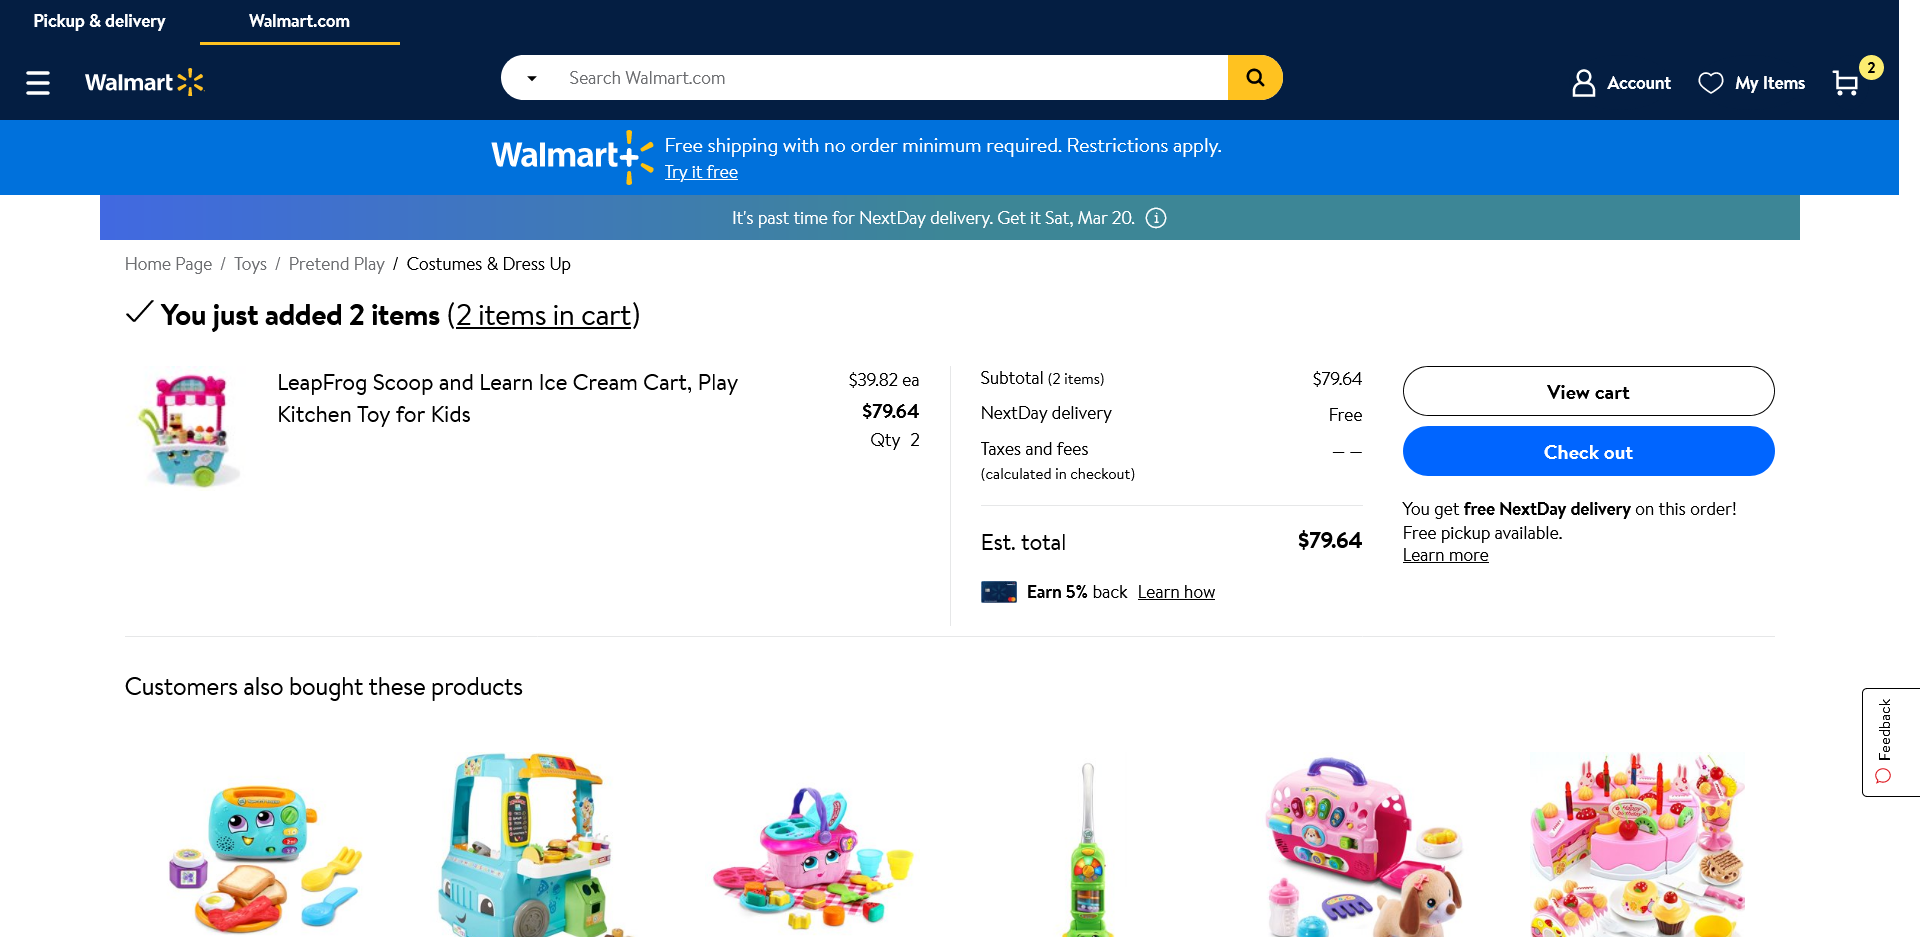 Pickup & delivery
Walmart.com
Walmart
Search Walmart.com
Account
My Items
2
Walmart+
Free shipping with no order minimum required. Restrictions apply.
Try it free
It's past time for NextDay delivery. Get it Sat, Mar 20.
Home Page / Toys / Pretend Play / Costumes & Dress Up
You just added 2 items (2 items in cart)
LeapFrog Scoop and Learn Ice Cream Cart, Play
Kitchen Toy for Kids
$39.82 ea
$79.64
Qty 2
Subtotal (2 items) $79.64
NextDay delivery Free
Taxes and fees — —
(calculated in checkout)
Est. total $79.64
Earn 5% back Learn how
View cart
Check out
You get free NextDay delivery on this order!
Free pickup available.
Learn more
Customers also bought these products
Feedback